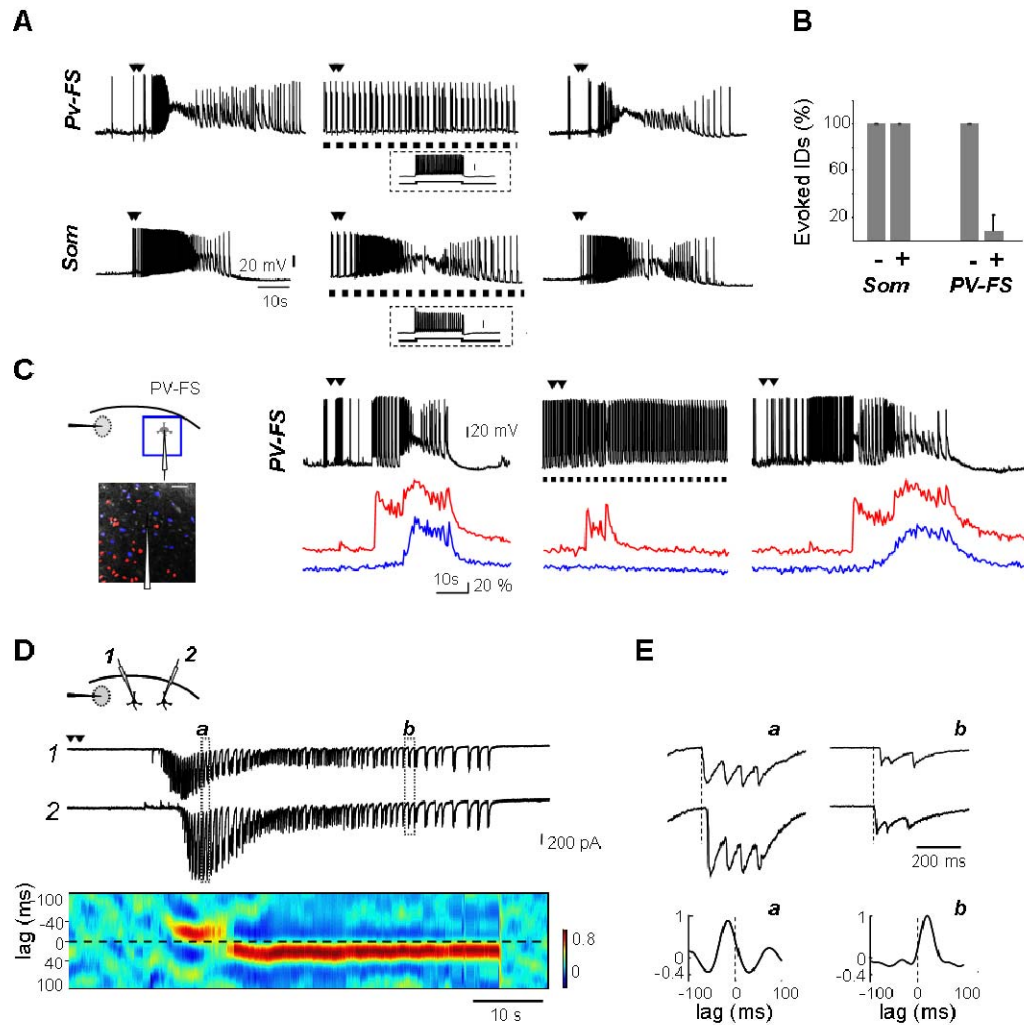 A
PV-FS
Som
20 mV
10s
B
Evoked IDs (%)
100
60
20
- + - +
Som PV-FS
C
PV-FS
PV-FS
20 mV
10s 20 %
D
1 2
a b
1
2
200 pA
lag (ms)
100
-40
0
40
100
0.8
0
10 s
E
a b
200 ms
a b
1
0
-0.4
-100 0 100
lag (ms)
1
0
-0.4
-100 0 100
lag (ms)